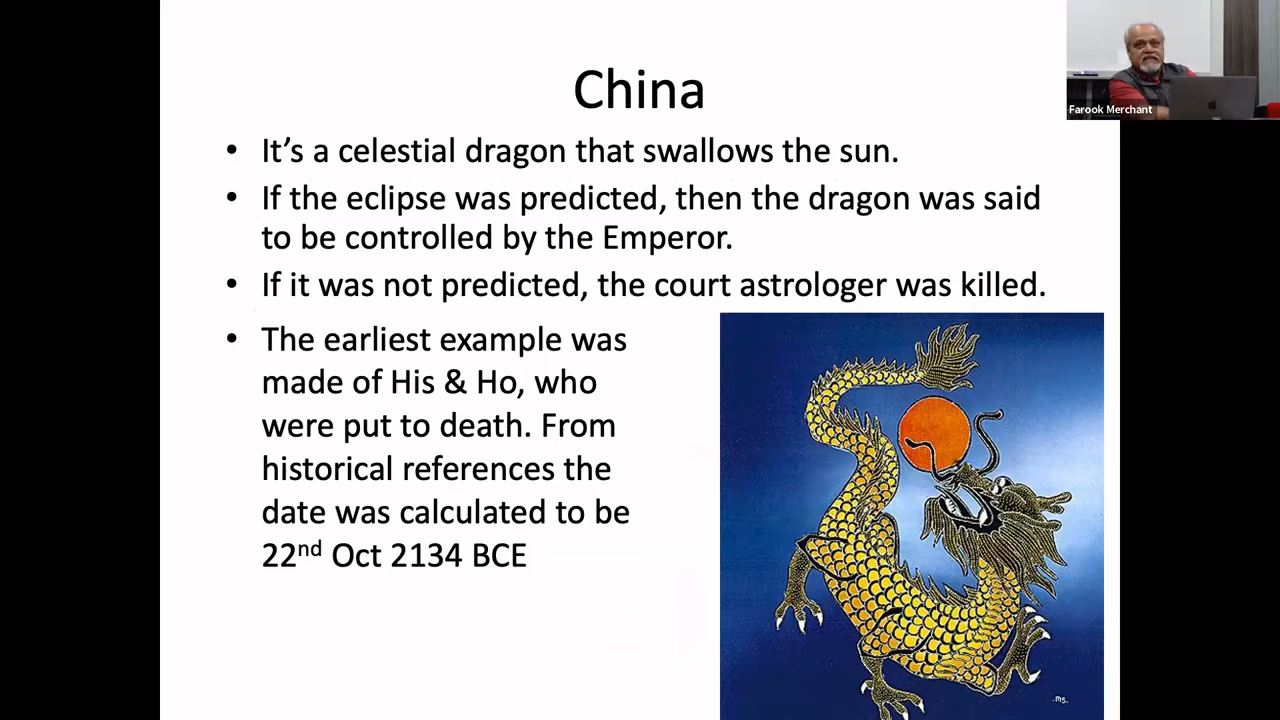 Farook Merchant
China
• It's a celestial dragon that swallows the sun.
• If the eclipse was predicted, then the dragon was said
to be controlled by the Emperor.
• If it was not predicted, the court astrologer was killed.
• The earliest example was
made of His & Ho, who
were put to death. From
historical references the
date was calculated to be
22nd Oct 2134 BCE
.ms.